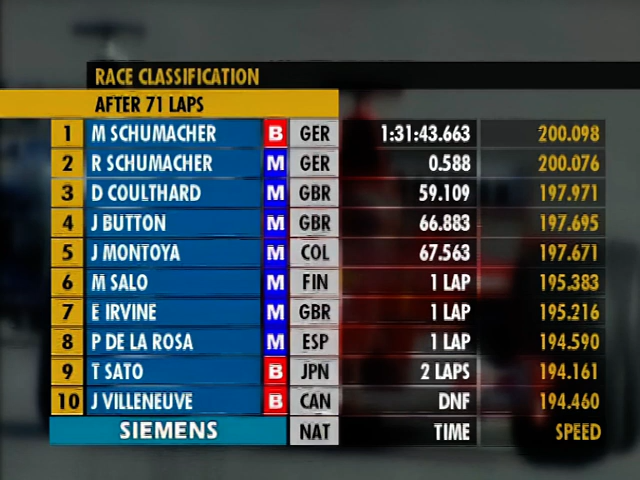 RACE CLASSIFICATION
AFTER 71 LAPS
1 M SCHUMACHER B GER 1:31:43.663 200.098
2 R SCHUMACHER M GER 0.588 200.076
3 D COULTHARD M GBR 59.109 197.971
4 J BUTTON M GBR 66.883 197.695
5 J MONTOYA M COL 67.563 197.671
6 M SALO M FIN 1 LAP 195.383
7 E IRVINE M GBR 1 LAP 195.216
8 P DE LA ROSA M ESP 1 LAP 194.590
9 T SATO B JPN 2 LAPS 194.161
10 J VILLENEUVE B CAN DNF 194.460
SIEMENS NAT TIME SPEED